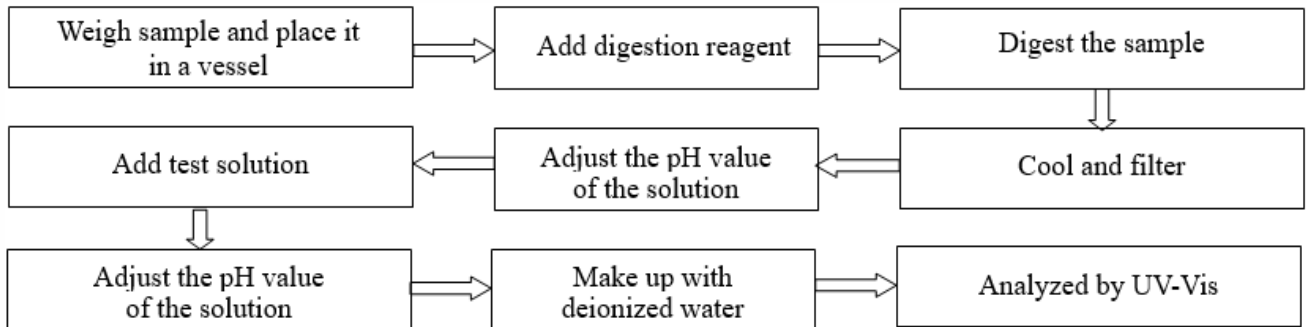 Weigh sample and place it
in a vessel
Add digestion reagent
Digest the sample
Cool and filter
Adjust the pH value
of the solution
Add test solution
Adjust the pH value
of the solution
Make up with
deionized water
Analyzed by UV-Vis